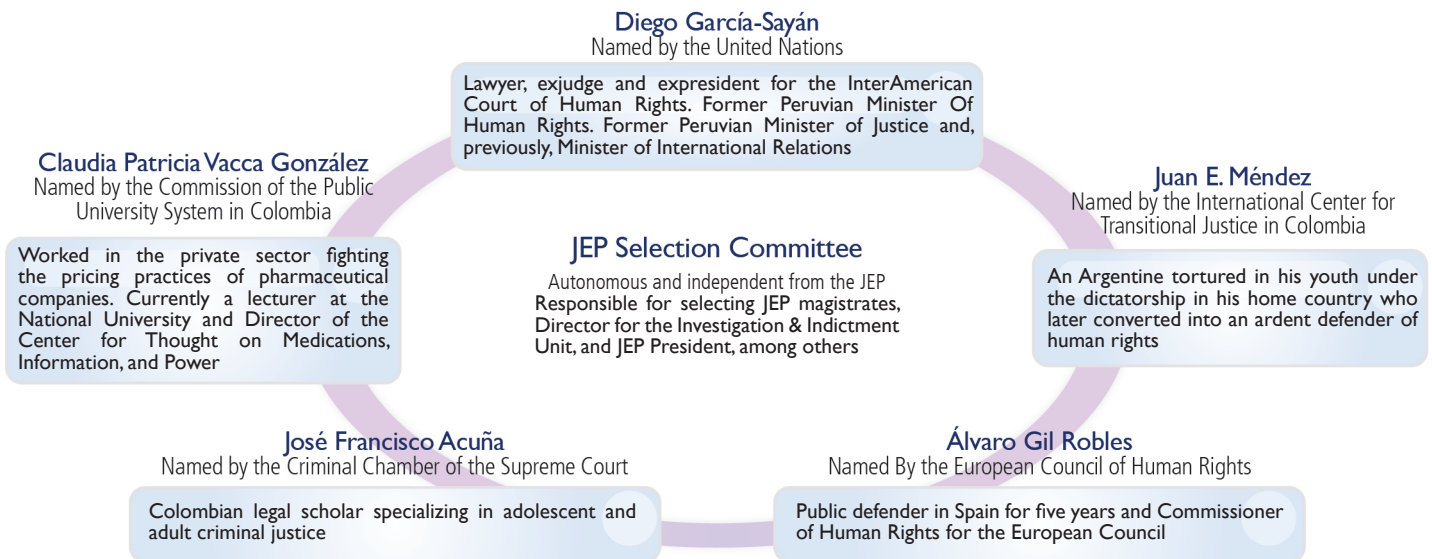 Diego García-Sayán
Named by the United Nations
Lawyer, exjudge and expresident for the InterAmerican
Court of Human Rights. Former Peruvian Minister Of
Human Rights. Former Peruvian Minister of Justice and,
previously, Minister of International Relations
Claudia Patricia Vacca González
Named by the Commission of the Public
University System in Colombia
Worked in the private sector fighting
the pricing practices of pharmaceutical
companies. Currently a lecturer at the
National University and Director of the
Center for Thought on Medications,
Information, and Power
JEP Selection Committee
Autonomous and independent from the JEP
Responsible for selecting JEP magistrates,
Director for the Investigation & Indictment
Unit, and JEP President, among others
Juan E. Méndez
Named by the International Center for
Transitional Justice in Colombia
An Argentine tortured in his youth under
the dictatorship in his home country who
later converted into an ardent defender of
human rights
José Francisco Acuña
Named by the Criminal Chamber of the Supreme Court
Colombian legal scholar specializing in adolescent and
adult criminal justice
Álvaro Gil Robles
Named By the European Council of Human Rights
Public defender in Spain for five years and Commissioner
of Human Rights for the European Council